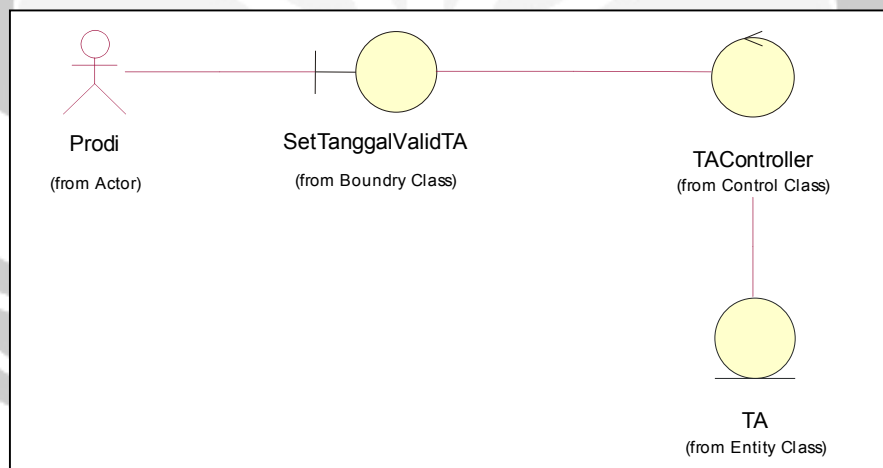 Prodi
(from Actor)
SetTanggalValidTA
(from Boundry Class)
TAController
(from Control Class)
TA
(from Entity Class)